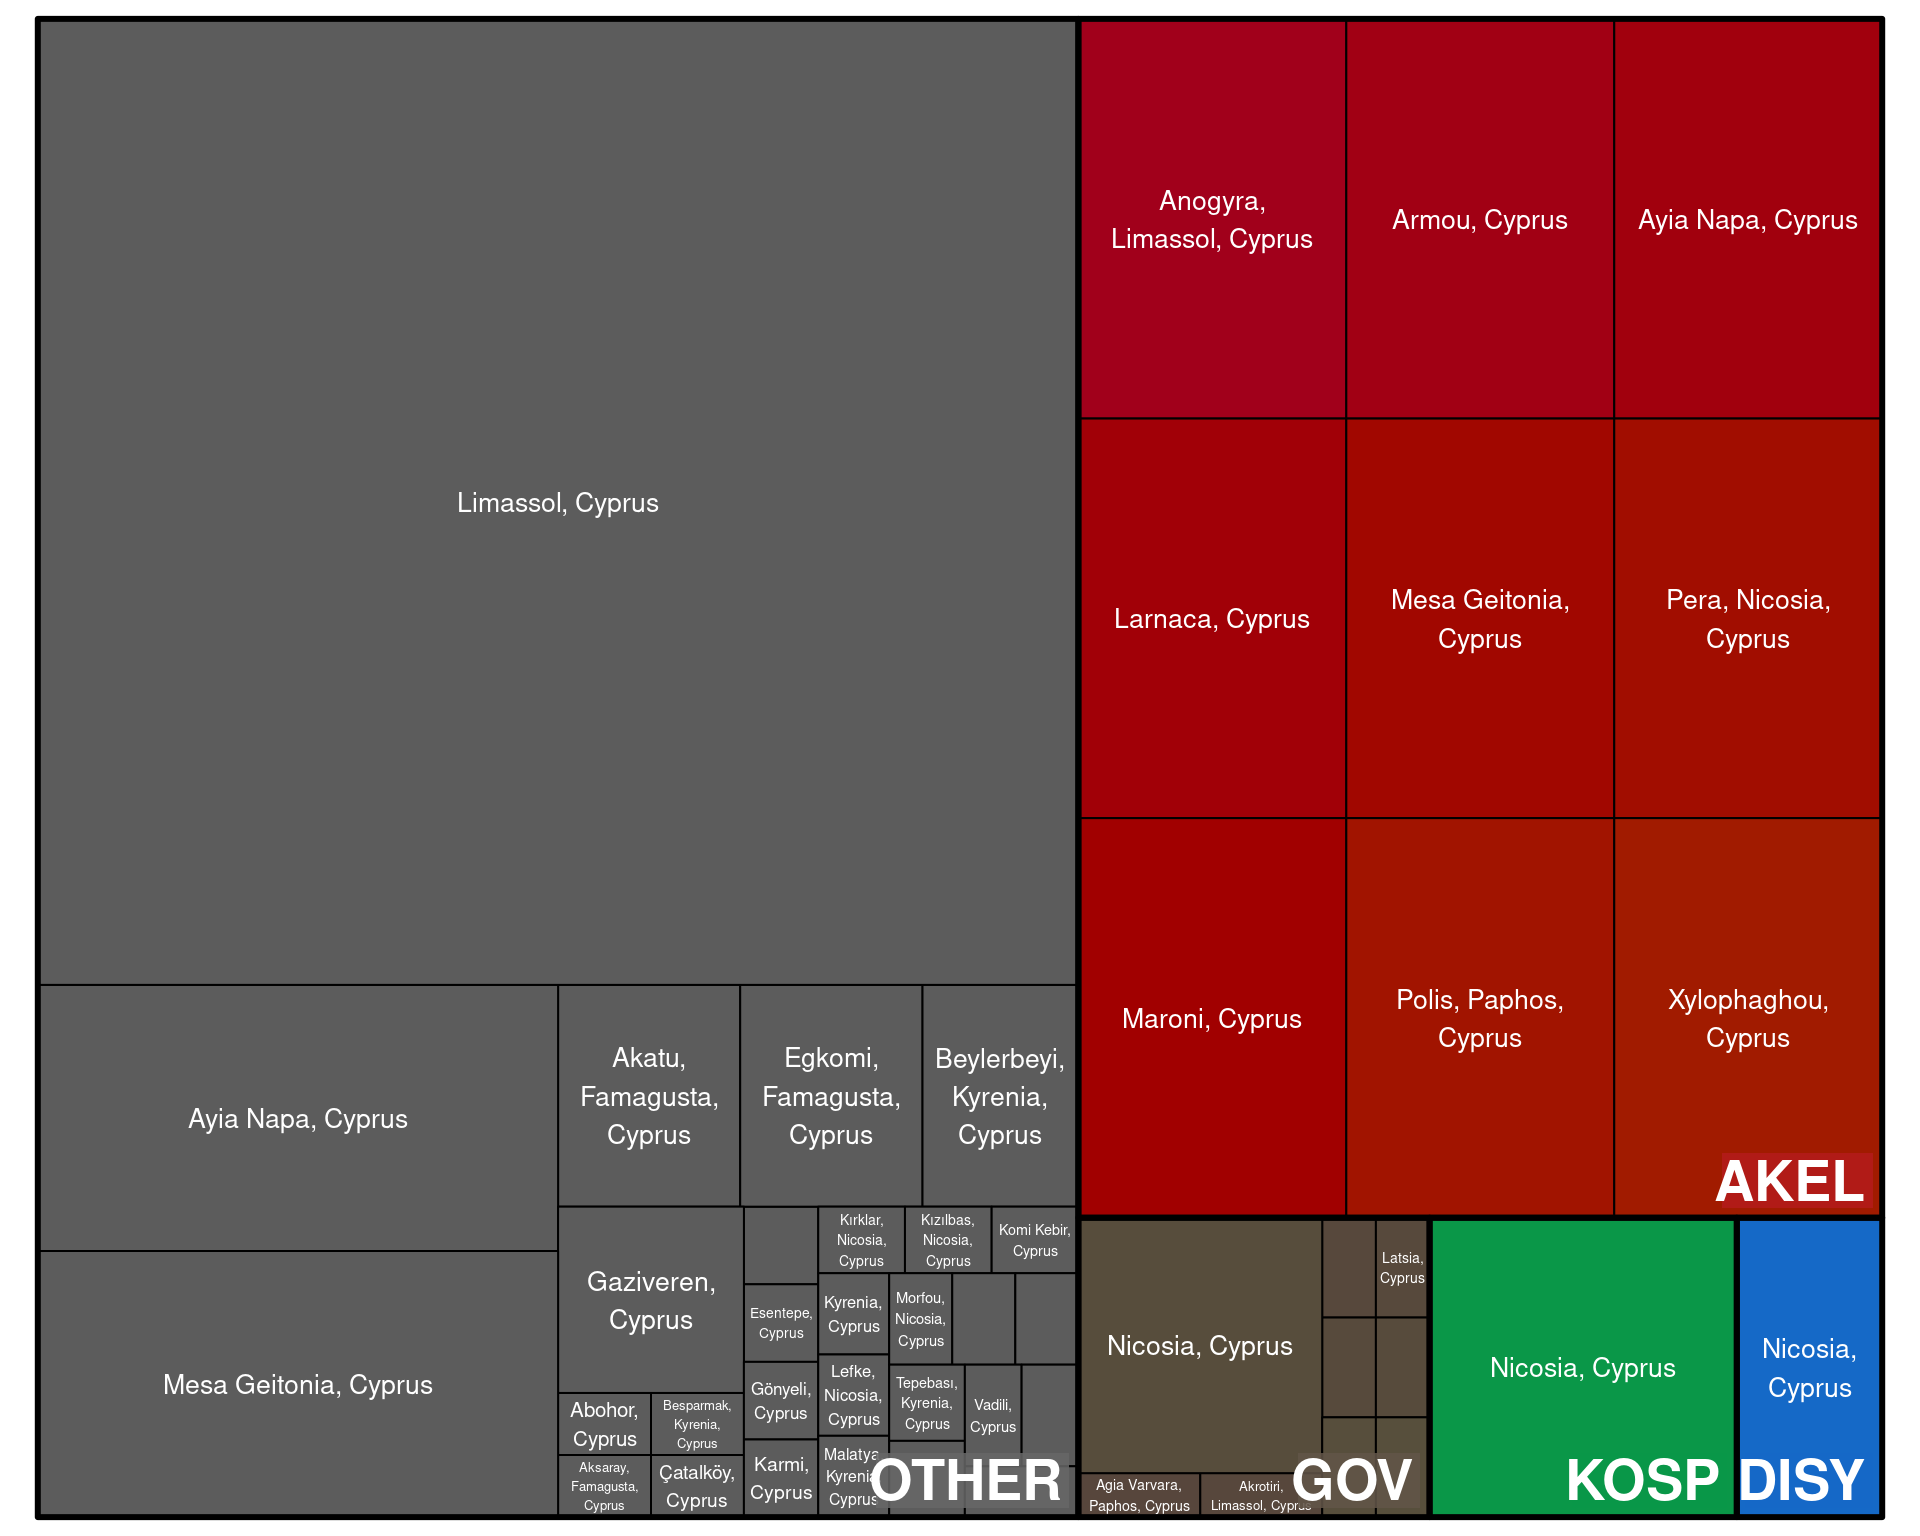 Limassol, Cyprus
Ayia Napa, Cyprus
Mesa Geitonia, Cyprus
Akatu,
Famagusta,
Cyprus
Egkomi,
Famagusta,
Cyprus
Beylerbeyi,
Kyrenia,
Cyprus
Gaziveren,
Cyprus
Abohor,
Cyprus
Besparmak,
Kyrenia,
Cyprus
Aksaray,
Famagusta,
Cyprus
Çatalköy,
Cyprus
Esentepe,
Cyprus
Gönyeli,
Cyprus
Karmi,
Cyprus
Kırklar,
Nicosia,
Cyprus
Kızılbas,
Nicosia,
Cyprus
Komi Kebir,
Cyprus
Kyrenia,
Cyprus
Lefke,
Nicosia,
Cyprus
Malatya
Kyrenia
Cyprus
Morfou,
Nicosia,
Cyprus
Tepebası,
Kyrenia,
Cyprus
Vadili,
Cyprus
OTHER
Anogyra,
Limassol, Cyprus
Armou, Cyprus
Ayia Napa, Cyprus
Larnaca, Cyprus
Mesa Geitonia,
Cyprus
Pera, Nicosia,
Cyprus
Maroni, Cyprus
Polis, Paphos,
Cyprus
Xylophaghou,
Cyprus
AKEL
Nicosia, Cyprus
Latsia,
Cyprus
Agia Varvara,
Paphos, Cyprus
Akrotiri,
Limassol, Cyprus
GOV
Nicosia, Cyprus
KOSP
Nicosia,
Cyprus
DISY